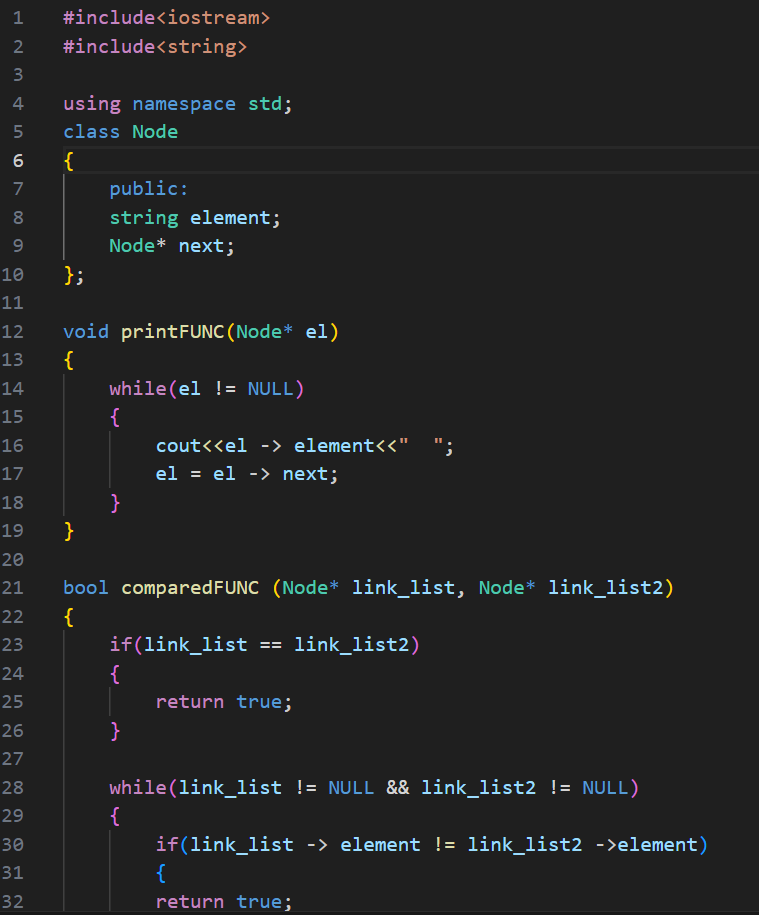 1 #include<iostream>
2 #include<string>
3
4 using namespace std;
5 class Node
6 {
7     public:
8     string element;
9     Node* next;
10 };
11
12 void printFUNC(Node* el)
13 {
14     while(el != NULL)
15     {
16         cout<<el -> element<<"  ";
17         el = el -> next;
18     }
19 }
20
21 bool comparedFUNC (Node* link_list, Node* link_list2)
22 {
23     if(link_list == link_list2)
24     {
25         return true;
26     }
27
28     while(link_list != NULL && link_list2 != NULL)
29     {
30         if(link_list -> element != link_list2 ->element)
31         {
32         return true;